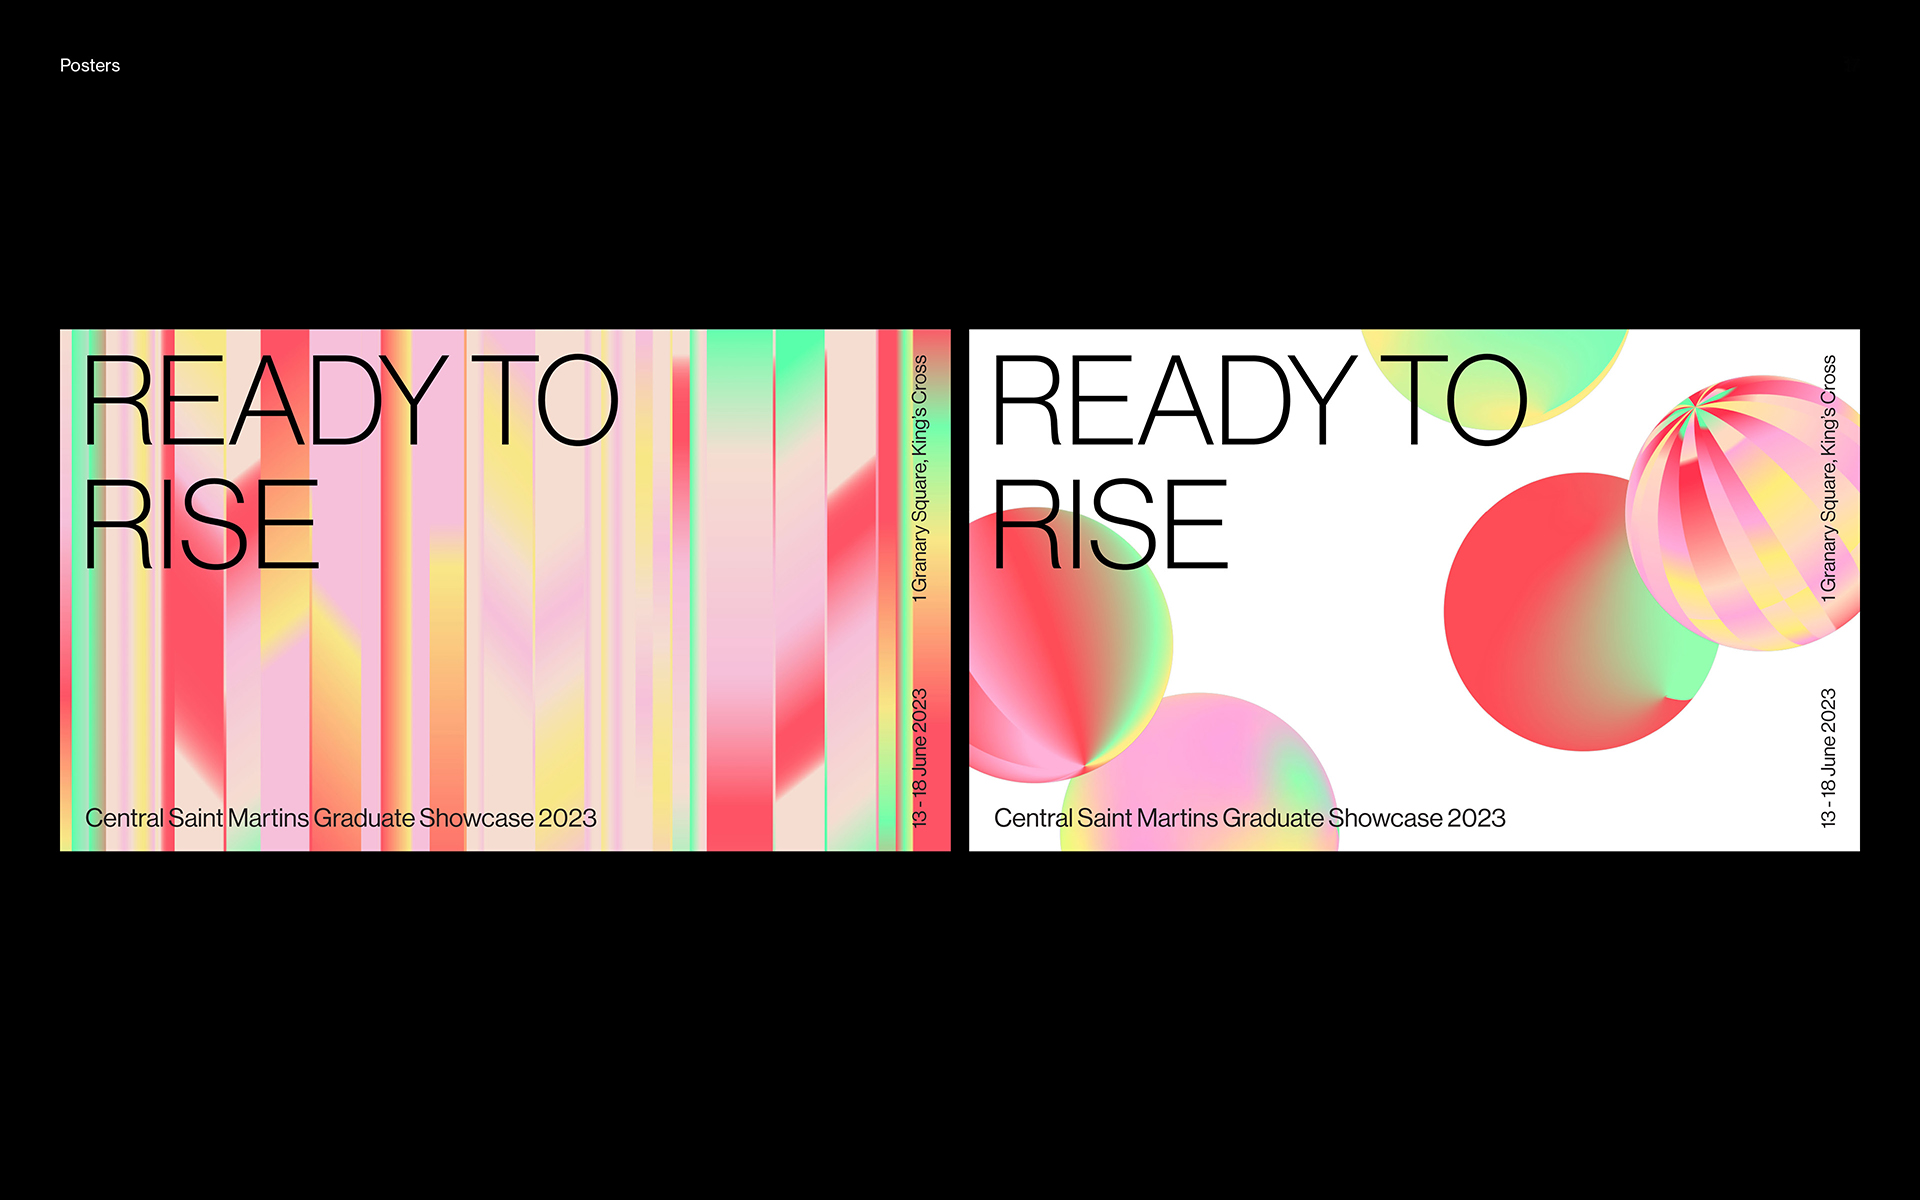 Posters
READY TO
RISE
1 Granary Square, King's Cross
13 - 18 June 2023
Central Saint Martins Graduate Showcase 2023
READY TO
RISE
1 Granary Square, King's Cross
13 - 18 June 2023
Central Saint Martins Graduate Showcase 2023